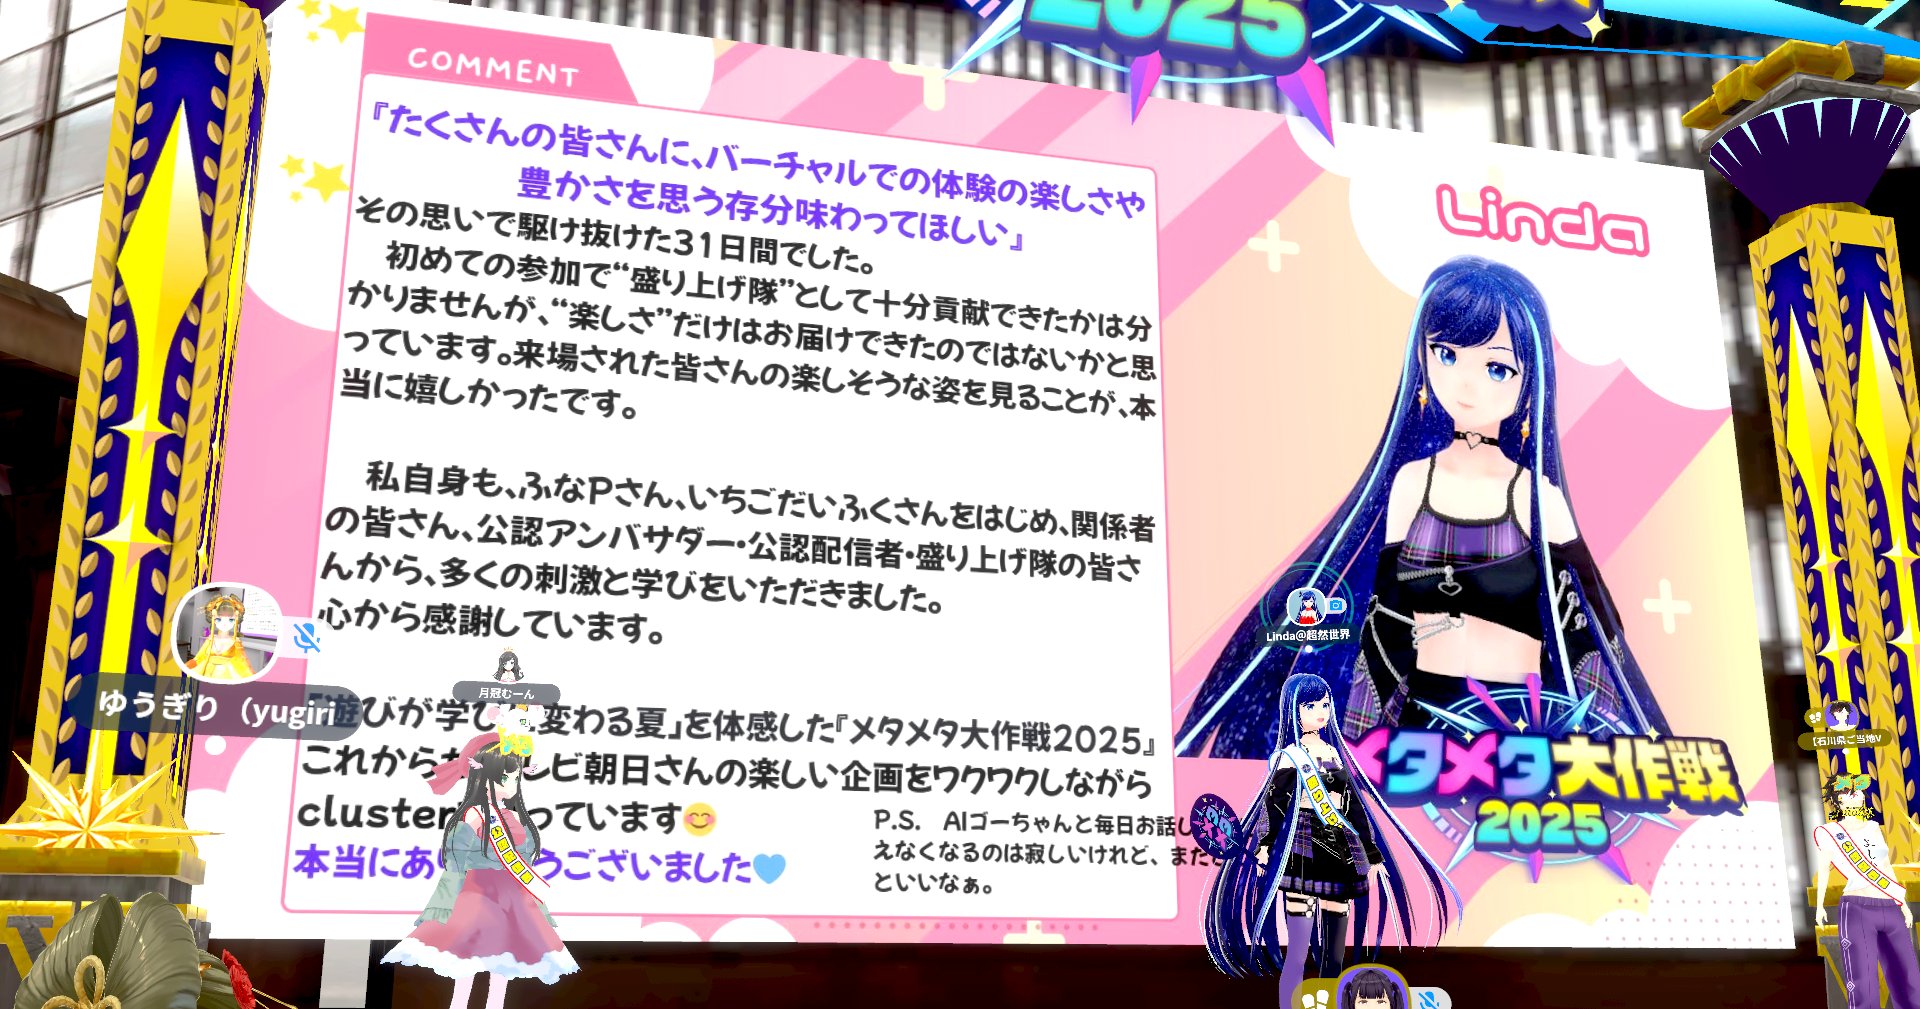 2025
COMMENT
『たくさんの皆さんに、バーチャルでの体験の楽しさや
豊かさを思う存分味わってほしい』
その思いで駆け抜けた31日間でした。
初めての参加で“盛り上げ隊”として十分貢献できたかは分
かりませんが、“楽しさ”だけはお届けできたのではないかと思
っています。来場された皆さんの楽しそうな姿を見ることが、本
当に嬉しかったです。
私自身も、ふなPさん、いちごだいふくさんをはじめ、関係者
の皆さん、公認アンバサダー・公認配信者・盛り上げ隊の皆さ
んから、多くの刺激と学びをいただきました。
心から感謝しています。
遊びが学び 変わる夏」を体感した『メタメタ大作戦2025』
これから レビ朝日さんの楽しい企画をワクワクしながら
cluster っています😊
本当にあ うございました💙
P.S. AIゴーちゃんと毎日お話し
えなくなるのは寂しいけれど、また
といいなぁ。
Linda
メタメタ大作戦
2025
ゆうぎり (yugiri
月冠むーん
Linda@超然世界
【石川県ご当地V